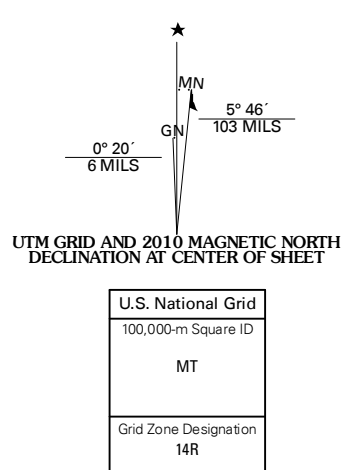 MN
GN
5° 46´
103 MILS
0° 20´
6 MILS
UTM GRID AND 2010 MAGNETIC NORTH
DECLINATION AT CENTER OF SHEET
U.S. National Grid
100,000-m Square ID
MT
Grid Zone Designation
14R